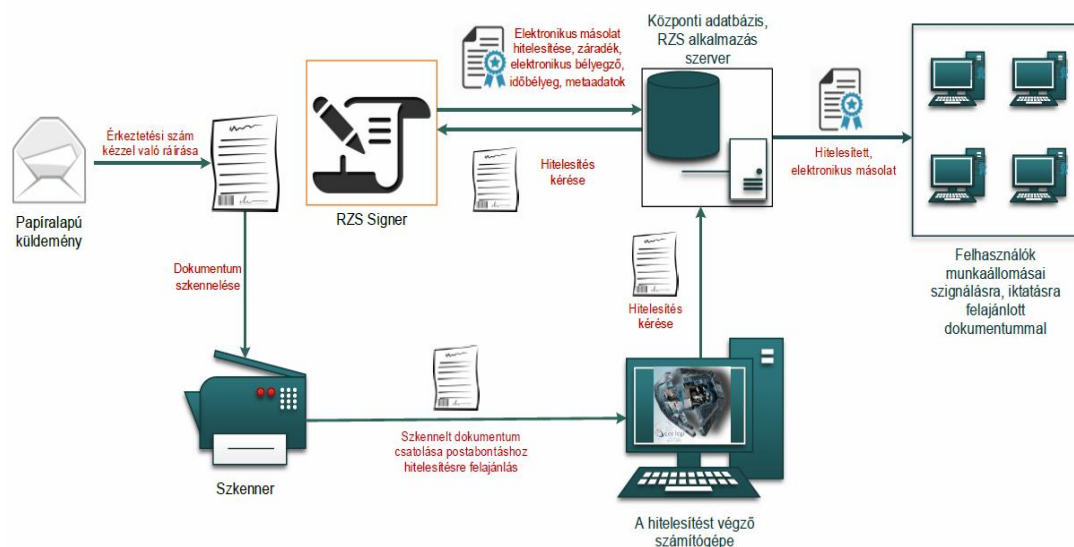 Elektronikus másolat
hitelesítése, záradék,
elektronikus bélyegző,
időbélyeg, metaadatok
Központi adatbázis,
RZS alkalmazás
szerver
Érkeztetési szám
kézzel való ráírása
Papíralapú
küldemény
RZS Signer
Hitelesítés
kérése
Hitelesített,
elektronikus másolat
Felhasználók
munkaállomásai
szignálásra, iktatásra
felajánlott
dokumentummal
Dokumentum
szkennelése
Hitelesítés
kérése
Szkennelt dokumentum
csatolása postabontáshoz
hitelesítésre felajánlás
Szkenner
A hitelesítést végző
számítógépe